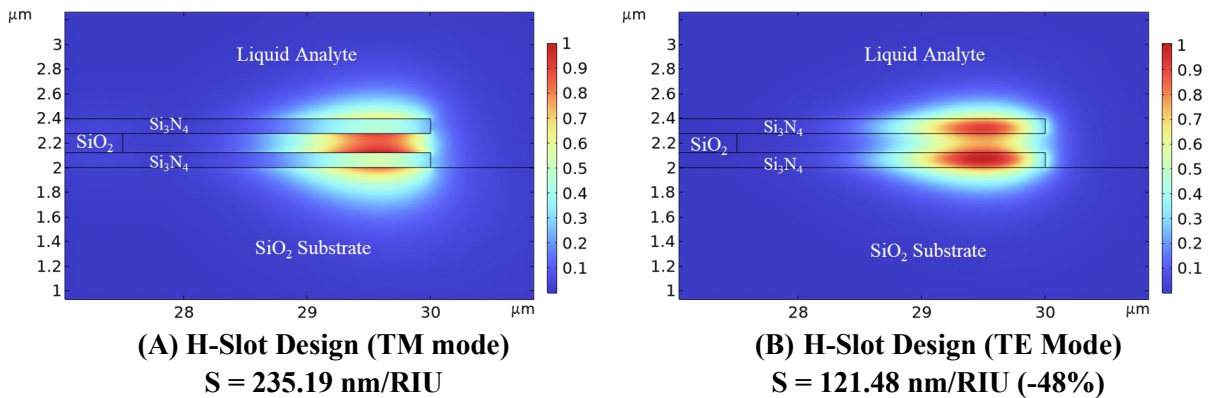 μm
3
2.8
2.6
2.4
2.2
2
1.8
1.6
1.4
1.2
1
Liquid Analyte
Si₃N₄
SiO₂
Si₃N₄
SiO₂ Substrate
28
29
30
μm
1
0.9
0.8
0.7
0.6
0.5
0.4
0.3
0.2
0.1
(A) H-Slot Design (TM mode)
S = 235.19 nm/RIU
μm
3
2.8
2.6
2.4
2.2
2
1.8
1.6
1.4
1.2
1
Liquid Analyte
Si₃N₄
SiO₂
Si₃N₄
SiO₂ Substrate
28
29
30
μm
1
0.9
0.8
0.7
0.6
0.5
0.4
0.3
0.2
0.1
(B) H-Slot Design (TE Mode)
S = 121.48 nm/RIU (-48%)